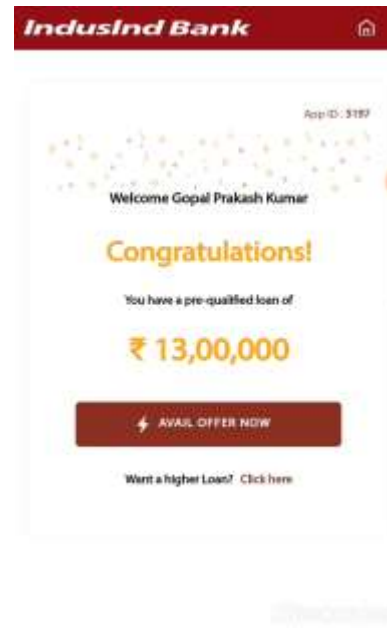 IndusInd Bank
App ID: 5197
Welcome Gopal Prakash Kumar
Congratulations!
You have a pre-qualified loan of
₹ 13,00,000
AVAIL OFFER NOW
Want a higher Loan? Click here